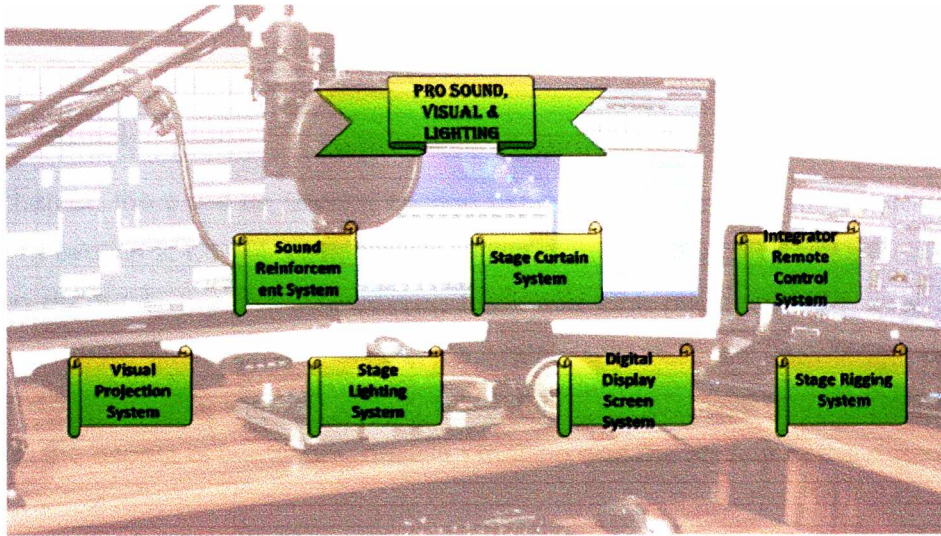 PRO SOUND,
VISUAL &
LIGHTING
Sound
Reinforcem
ent System
Stage Curtain
System
Integrator
Remote
Control
System
Visual
Projection
System
Stage
Lighting
System
Digital
Display
Screen
System
Stage Rigging
System